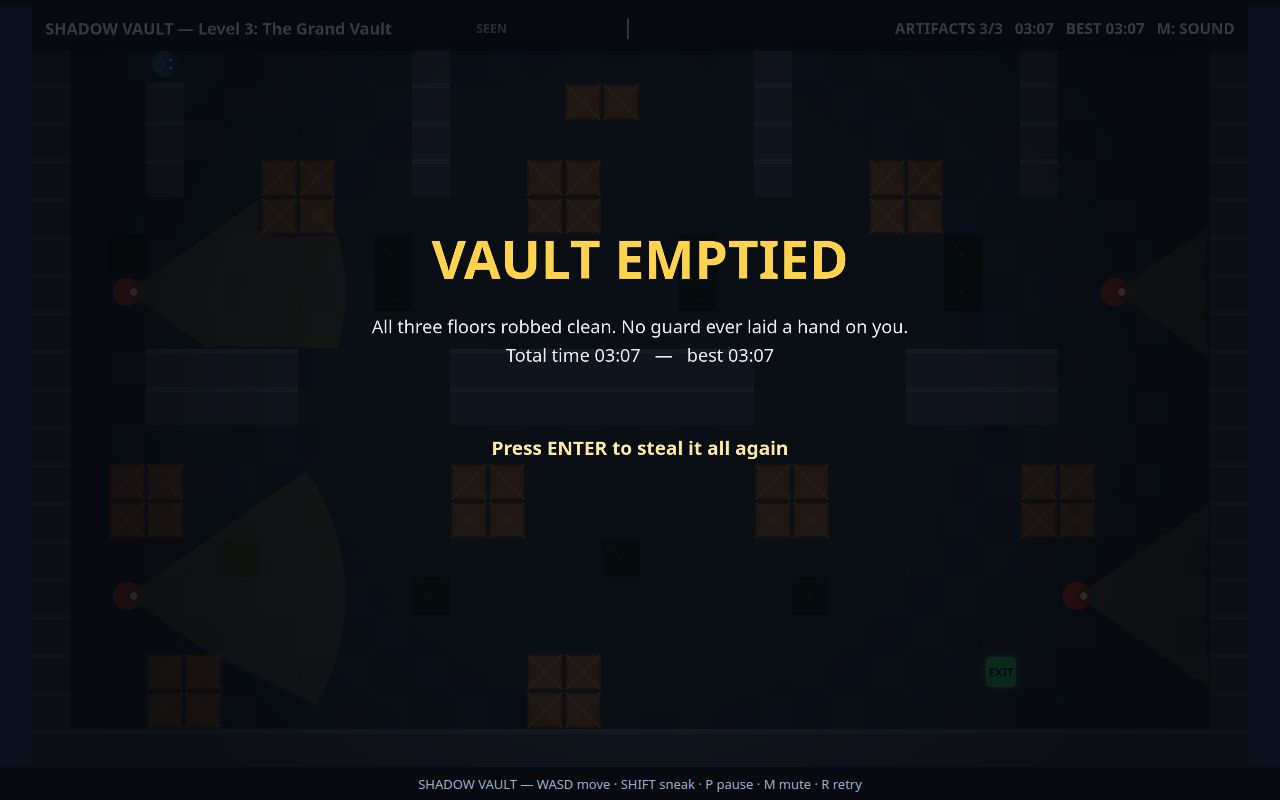 SHADOW VAULT — Level 3: The Grand Vault SEEN ARTIFACTS 3/3 03:07 BEST 03:07 M: SOUND
VAULT EMPTIED
All three floors robbed clean. No guard ever laid a hand on you.
Total time 03:07 — best 03:07
Press ENTER to steal it all again
EXIT
SHADOW VAULT — WASD move · SHIFT sneak · P pause · M mute · R retry